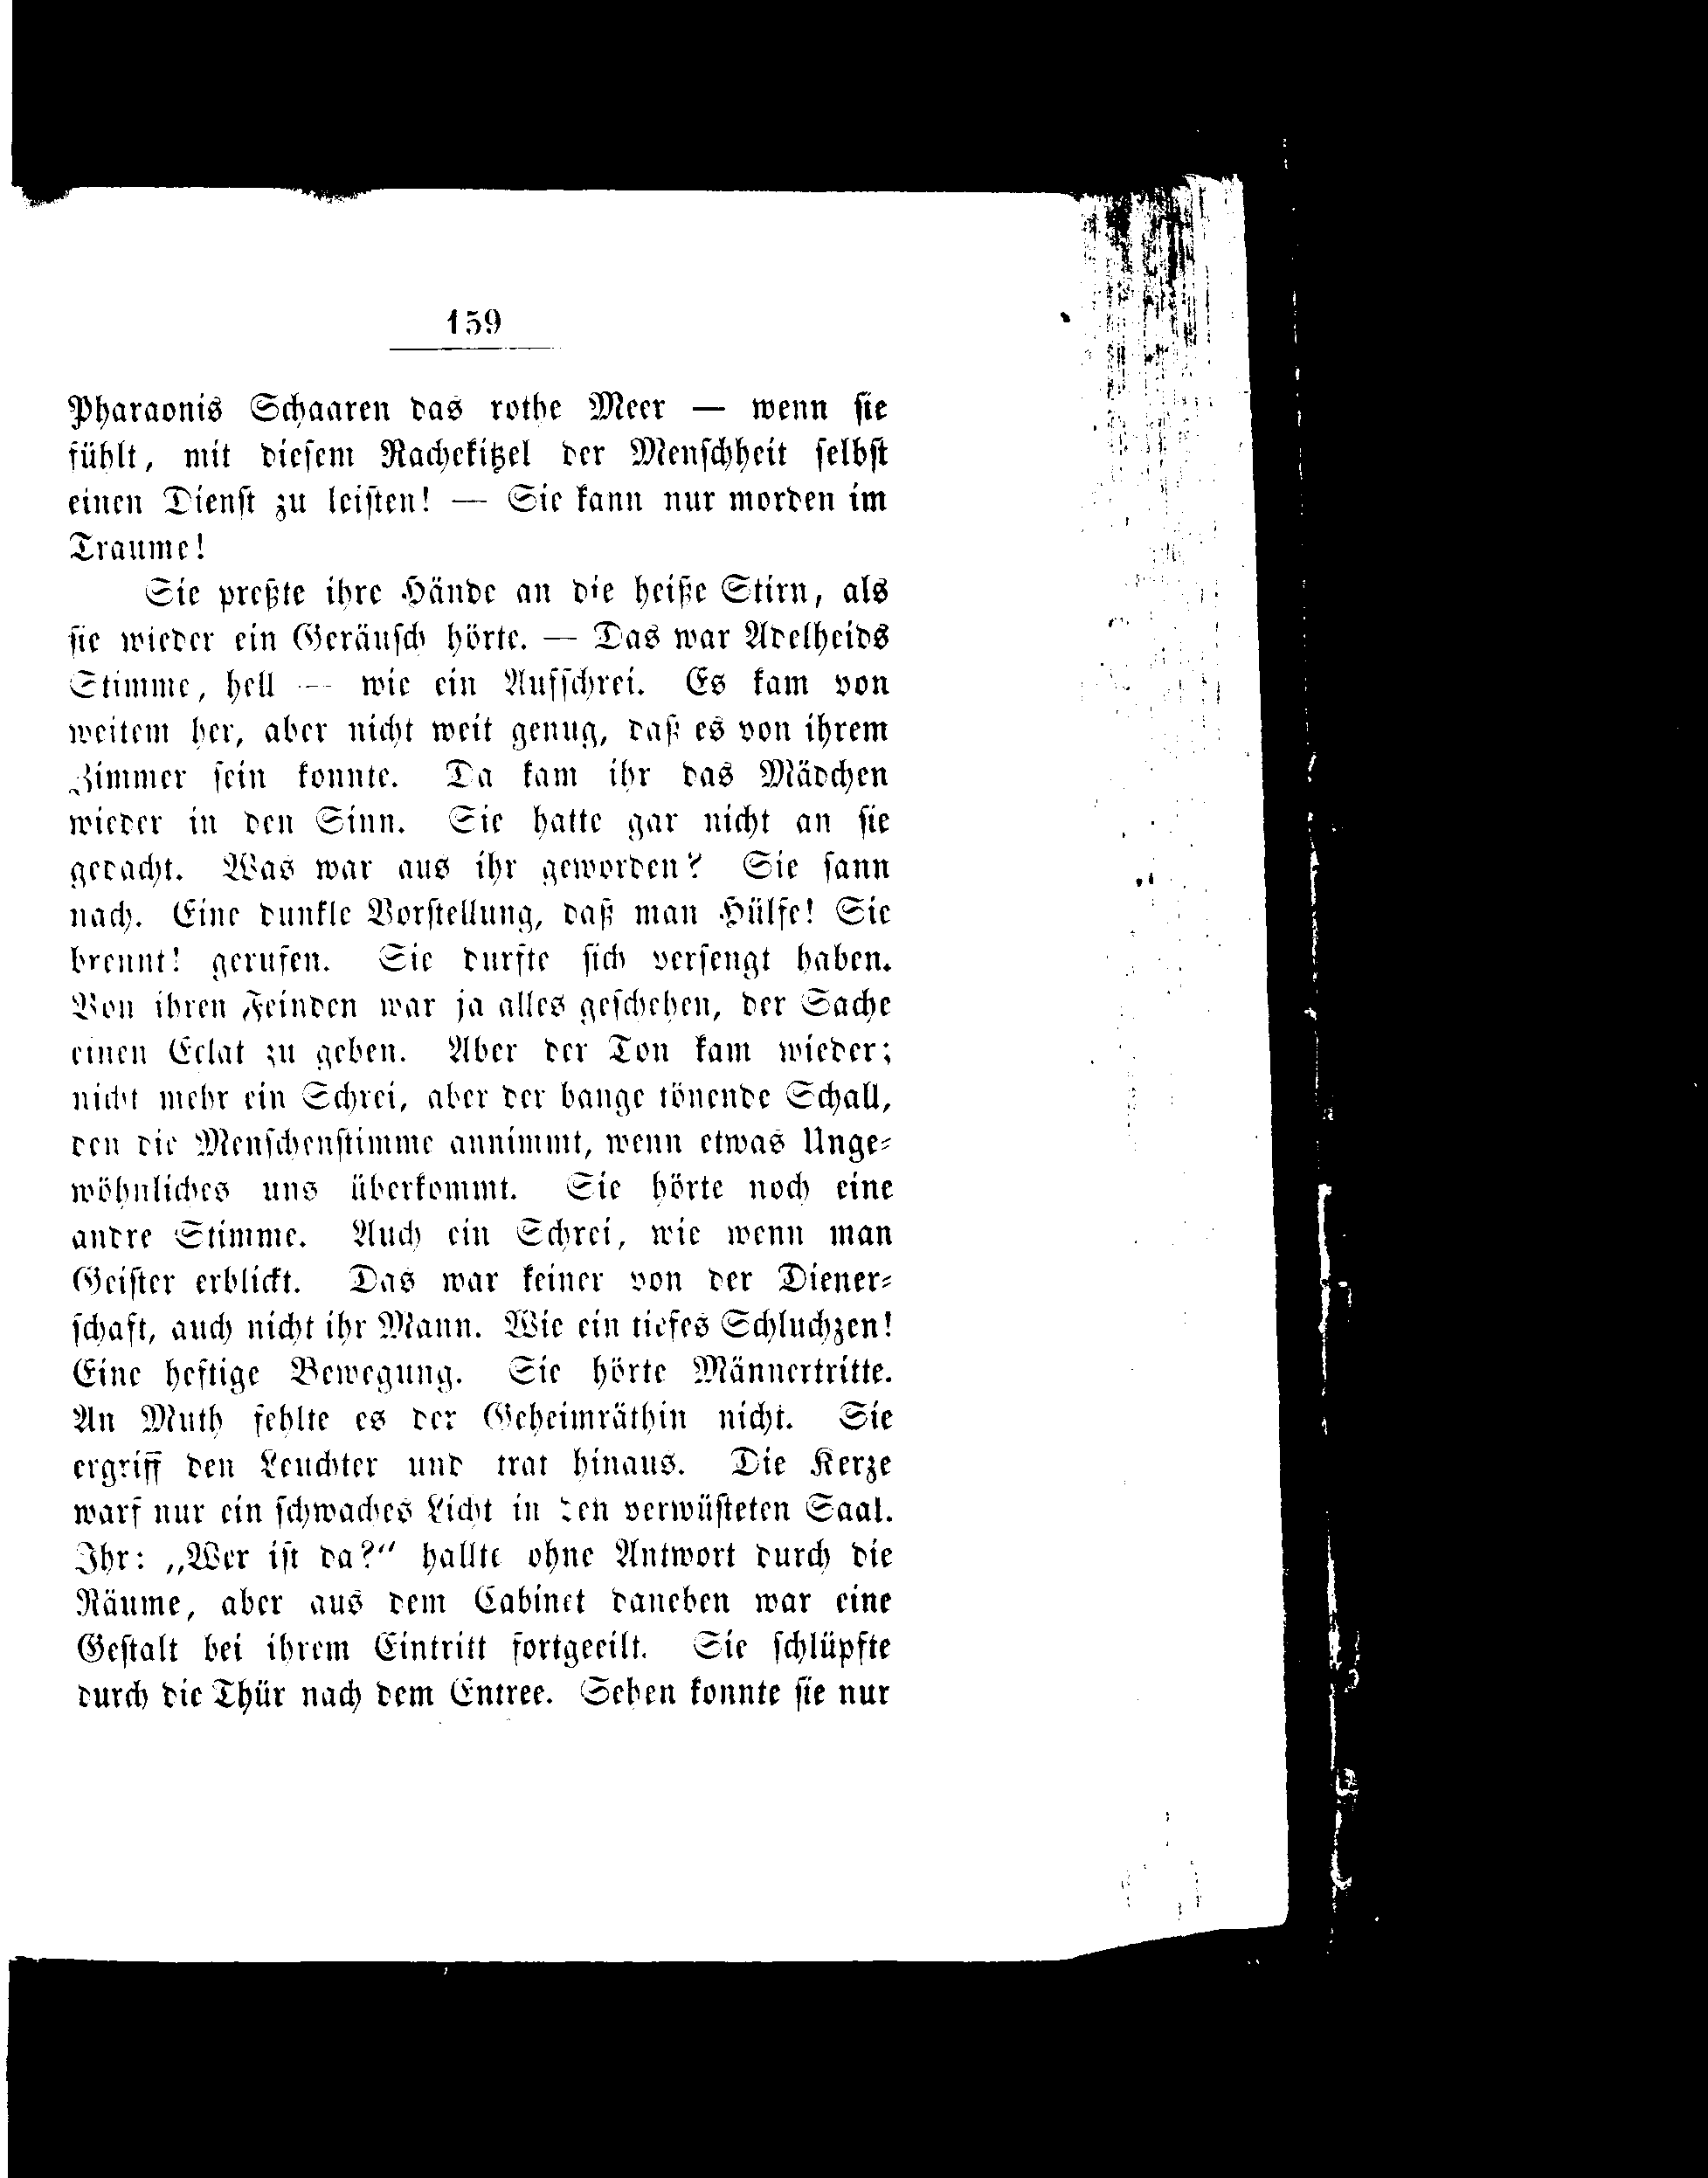 159
Pharaonis Schaaren das rothe Meer — wenn sie
fühlt, mit diesem Rachekitzel der Menschheit selbst
einen Dienst zu leisten! — Sie kann nur morden im
Traume!
Sie preßte ihre Hände an die heiße Stirn, als
sie wieder ein Geräusch hörte. — Das war Adelheids
Stimme, hell — wie ein Aufschrei. Es kam von
weitem her, aber nicht weit genug, daß es von ihrem
Zimmer sein konnte. Da kam ihr das Mädchen
wieder in den Sinn. Sie hatte gar nicht an sie
gedacht. Was war aus ihr geworden? Sie sann
nach. Eine dunkle Vorstellung, daß man Hülfe! Sie
brennt! gerufen. Sie durfte sich versengt haben.
Von ihren Feinden war ja alles geschehen, der Sache
einen Eclat zu geben. Aber der Ton kam wieder;
nicht mehr ein Schrei, aber der bange tönende Schall,
den die Menschenstimme annimmt, wenn etwas Unge-
wöhnliches uns überkommt. Sie hörte noch eine
andre Stimme. Auch ein Schrei, wie wenn man
Geister erblickt. Das war keiner von der Diener-
schaft, auch nicht ihr Mann. Wie ein tiefes Schluchzen!
Eine heftige Bewegung. Sie hörte Männertritte.
An Muth fehlte es der Geheimräthin nicht. Sie
ergriff den Leuchter und trat hinaus. Die Kerze
warf nur ein schwaches Licht in den verwüsteten Saal.
Ihr: „Wer ist da?“ hallte ohne Antwort durch die
Räume, aber aus dem Cabinet daneben war eine
Gestalt bei ihrem Eintritt fortgeeilt. Sie schlüpfte
durch die Thür nach dem Entree. Sehen konnte sie nur